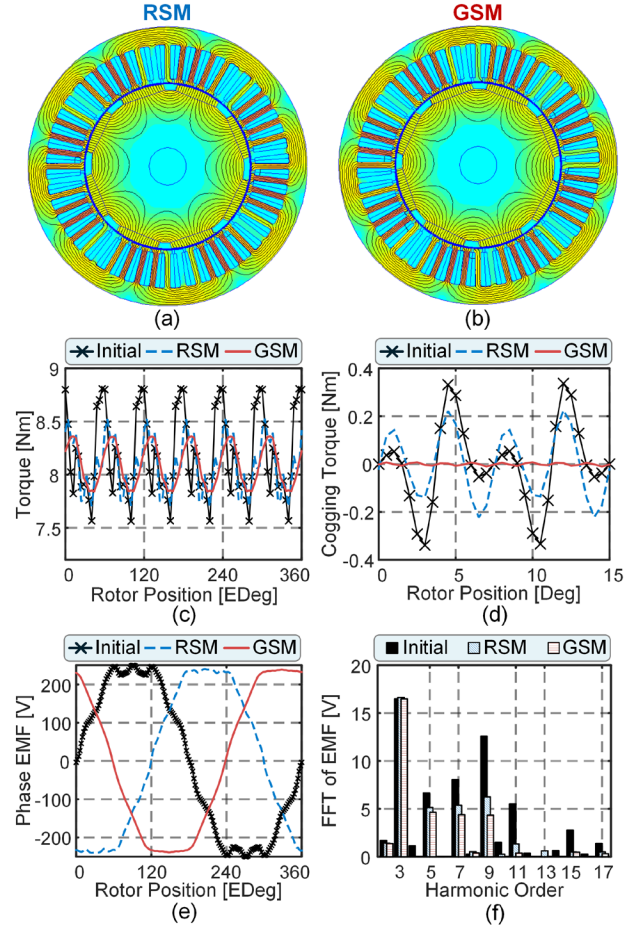 RSM GSM
(a) (b)
Initial RSM GSM
9
8.5
8
7.5
Torque [Nm]
0 120 240 360
Rotor Position [EDeg]
(c)
Initial RSM GSM
0.4
0.2
0
-0.2
-0.4
Cogging Torque [Nm]
0 5 10 15
Rotor Position [Deg]
(d)
Initial RSM GSM
200
100
0
-100
-200
Phase EMF [V]
0 120 240 360
Rotor Position [EDeg]
(e)
Initial RSM GSM
20
15
10
5
0
FFT of EMF [V]
3 5 7 9 11 13 15 17
Harmonic Order
(f)